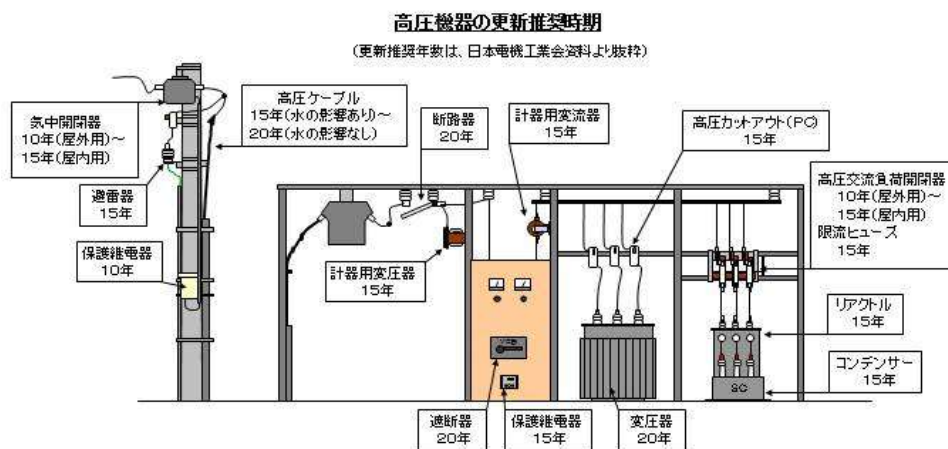 高圧機器の更新推奨時期
(更新推奨年数は、日本電機工業会資料より抜粋)
気中開閉器
10年(屋外用)~
15年(屋内用)
高圧ケーブル
15年(水の影響あり)~
20年(水の影響なし)
断路器
20年
計器用変流器
15年
高圧カットアウト(PC)
15年
高圧交流負荷開閉器
10年(屋外用)~
15年(屋内用)
限流ヒューズ
15年
避雷器
15年
保護継電器
10年
計器用変圧器
15年
リアクトル
15年
コンデンサー
15年
SC
遮断器
20年
保護継電器
15年
変圧器
20年